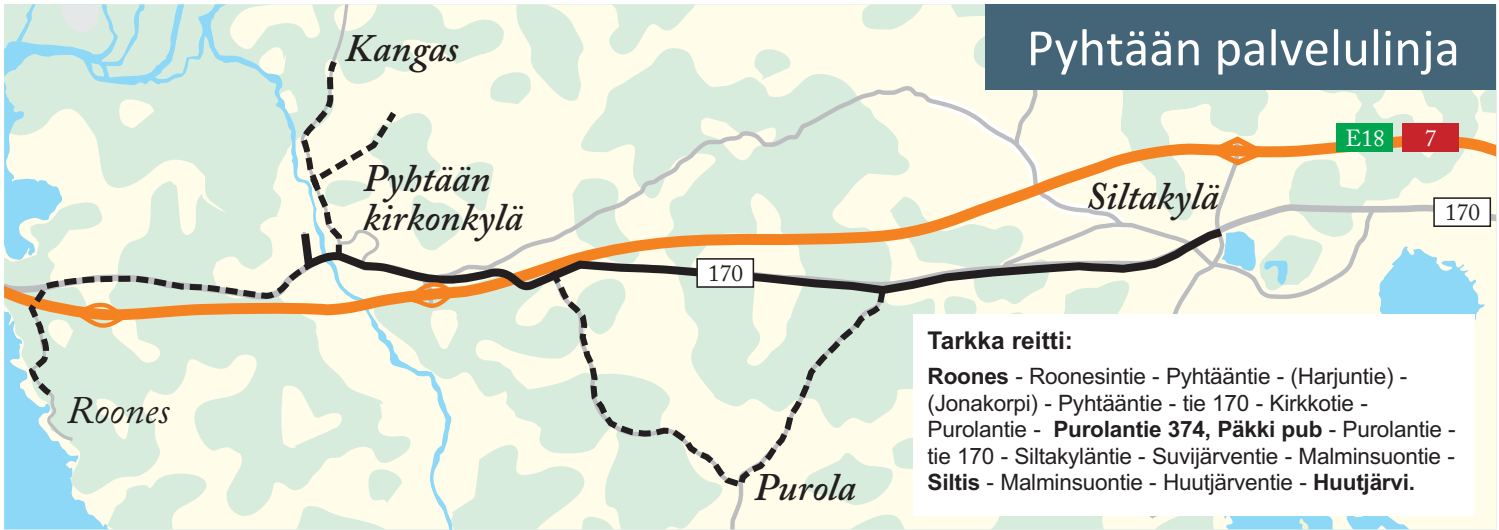 Pyhtään palvelulinja
Kangas
E18
7
Pyhtään
kirkonkylä
Siltakylä
170
170
Roones
Purola
Tarkka reitti:
Roones - Roonesintie - Pyhtääntie - (Harjuntie) -
(Jonakorpi) - Pyhtääntie - tie 170 - Kirkkotie -
Purolantie - Purolantie 374, Päkki pub - Purolantie -
tie 170 - Siltakyläntie - Suvijärventie - Malminsuontie -
Siltis - Malminsuontie - Huutjärventie - Huutjärvi.